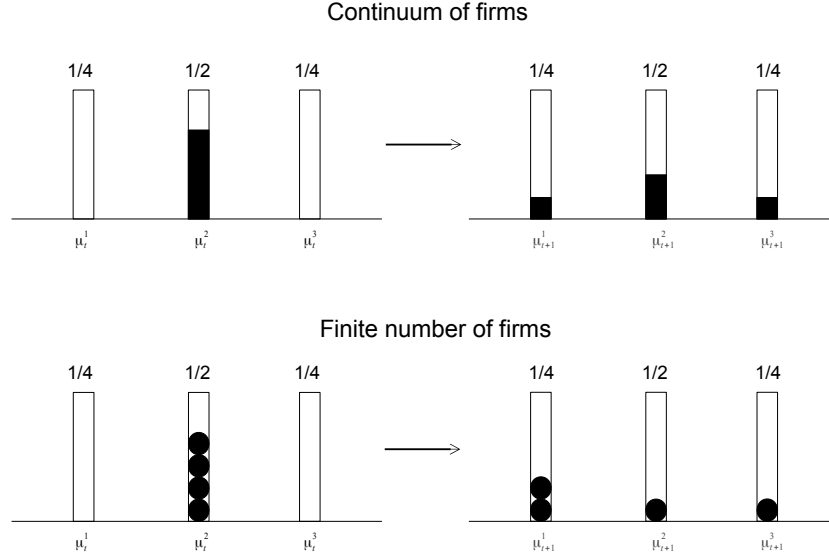 Continuum of firms
1/4 1/2 1/4 1/4 1/2 1/4
μ_t^1 μ_t^2 μ_t^3 μ_{t+1}^1 μ_{t+1}^2 μ_{t+1}^3
Finite number of firms
1/4 1/2 1/4 1/4 1/2 1/4
μ_t^1 μ_t^2 μ_t^3 μ_{t+1}^1 μ_{t+1}^2 μ_{t+1}^3